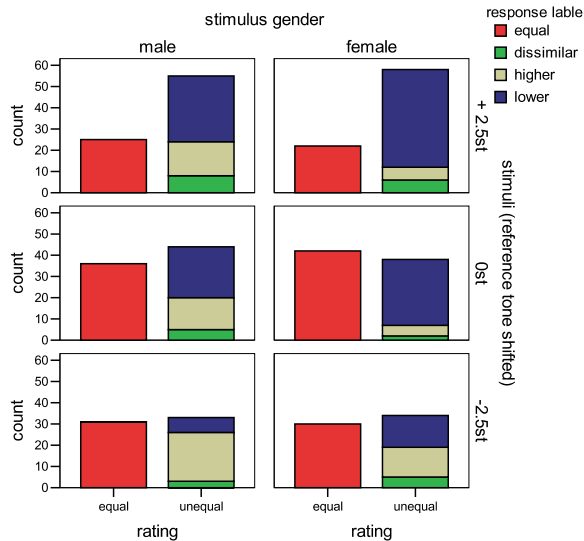 stimulus gender
response lable
equal
dissimilar
higher
lower
male
female
count
60
50
40
30
20
10
0
+ 2.5st
count
60
50
40
30
20
10
0
0st
stimuli (reference tone shifted)
count
60
50
40
30
20
10
0
-2.5st
equal
unequal
equal
unequal
rating
rating